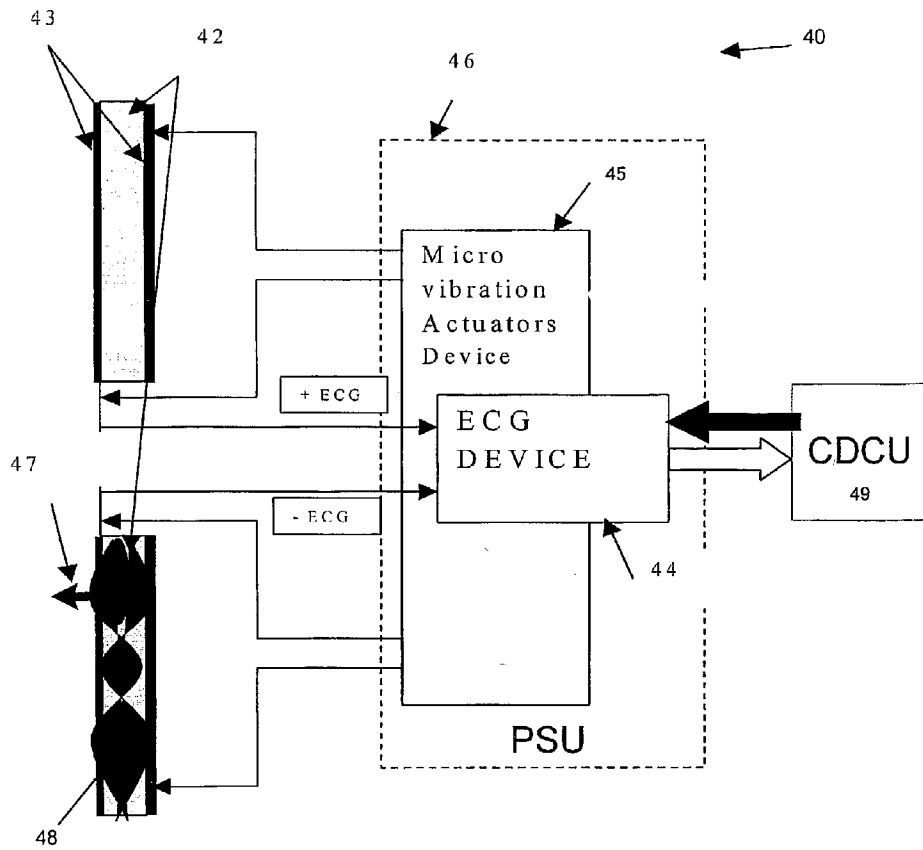 43
42
40
46
45
Micro
vibration
Actuators
Device
+ ECG
ECG
DEVICE
CDCU
49
47
- ECG
44
PSU
48